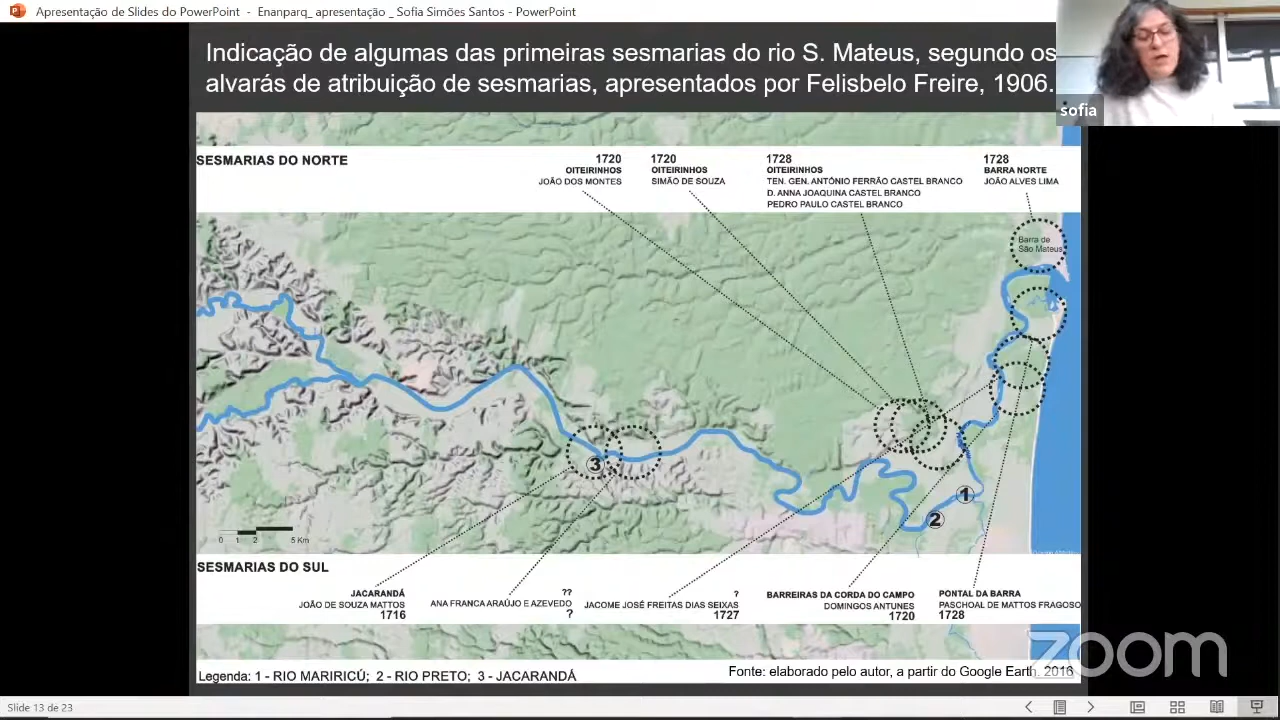 Apresentação de Slides do PowerPoint - Enanparq_ apresentação _ Sofia Simões Santos - PowerPoint
Indicação de algumas das primeiras sesmarias do rio S. Mateus, segundo os
alvarás de atribuição de sesmarias, apresentados por Felisbelo Freire, 1906.
sofia
SESMARIAS DO NORTE
1720
OITEIRINHOS
JOÃO DOS MONTES
1720
OITEIRINHOS
SIMÃO DE SOUZA
1728
OITEIRINHOS
TEN. GEN. ANTÓNIO FERRÃO CASTEL BRANCO
D. ANNA JOAQUINA CASTEL BRANCO
PEDRO PAULO CASTEL BRANCO
1728
BARRA NORTE
JOÃO ALVES LIMA
Barra de
São Mateus
3
1
2
0 1 2 5 Km
SESMARIAS DO SUL
JACARANDÁ
JOÃO DE SOUZA MATTOS
1716
??
ANA FRANCA ARAÚJO E AZEVEDO
?
?
JACOME JOSÉ FREITAS DIAS SEIXAS
1727
BARREIRAS DA CORDA DO CAMPO
DOMINGOS ANTUNES
1720
PONTAL DA BARRA
PASCHOAL DE MATTOS FRAGOSO
1728
zoom
Legenda: 1 - RIO MARIRICÚ; 2 - RIO PRETO; 3 - JACARANDÁ
Fonte: elaborado pelo autor, a partir do Google Earth, 2016
Slide 13 de 23